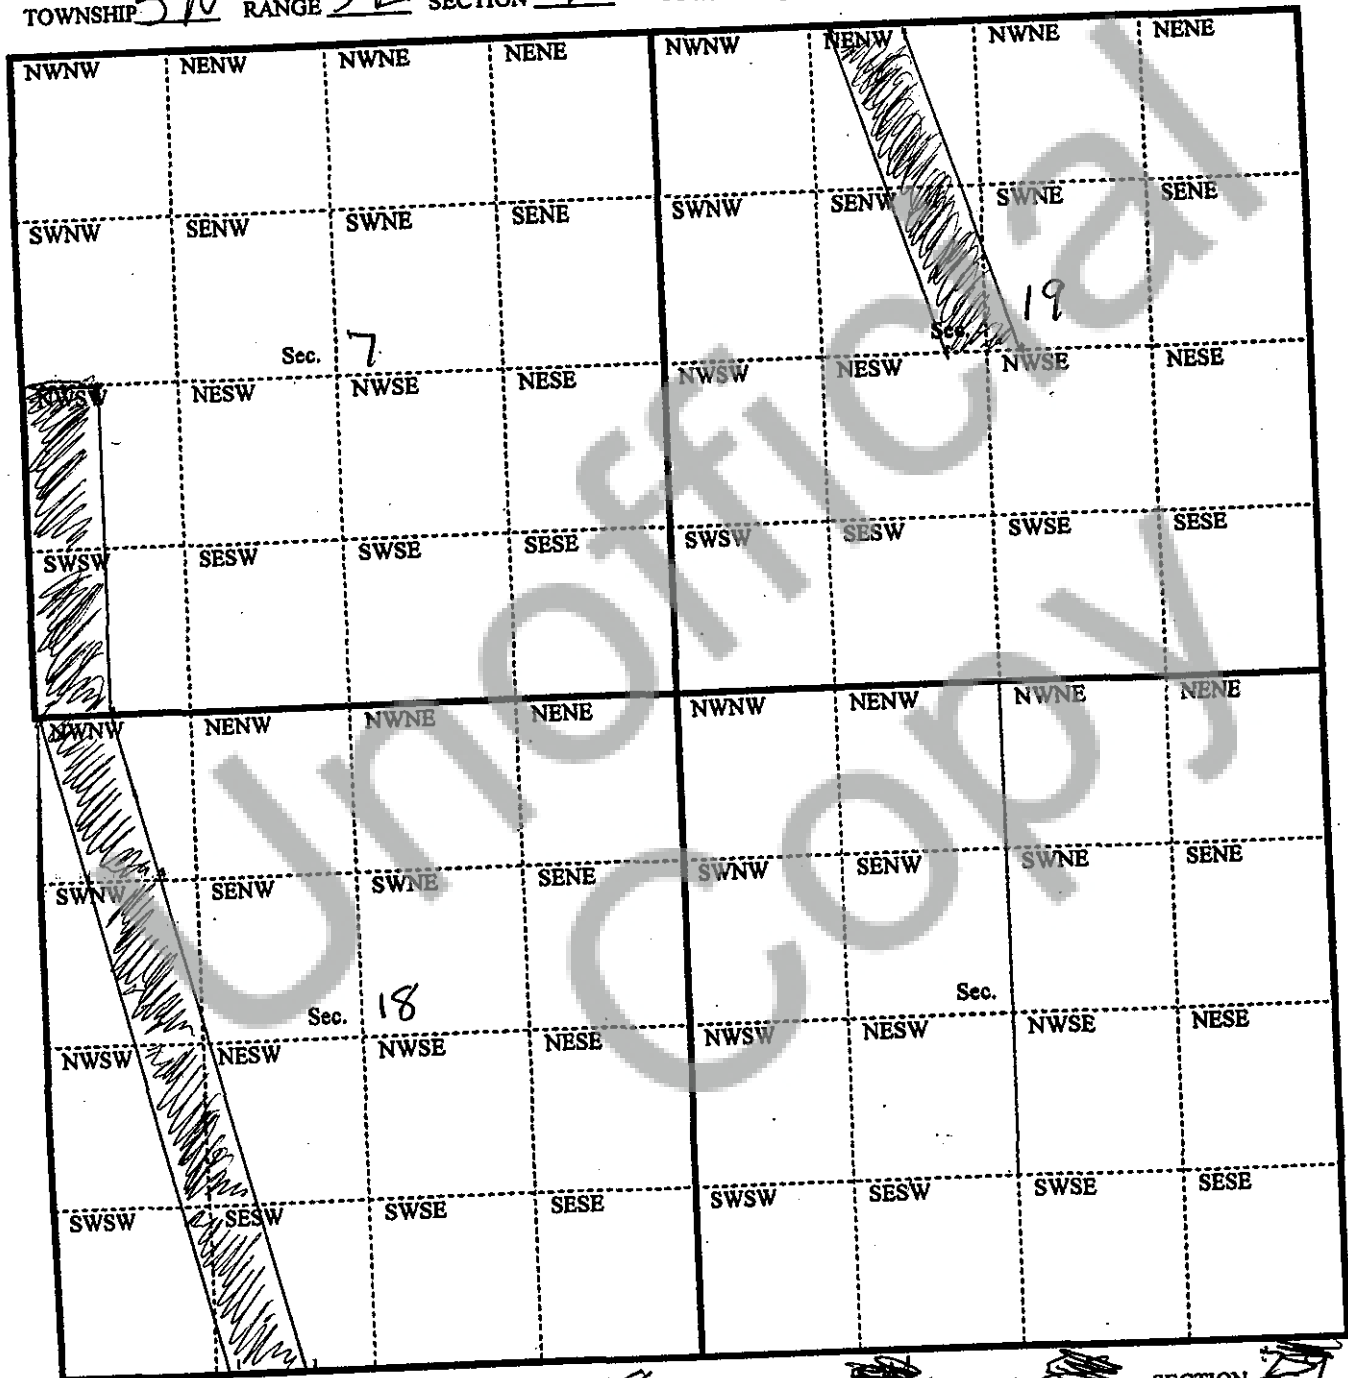 TOWNSHIP RANGE SECTION
NWNW NENW NWNE NENE NWNW NENW NWNE NENE
SWNW SENW SWNE SENE SWNW SENW SWNE SENE
Sec. 7 Sec. 19
NWSW NESW NWSE NESE NWSW NESW NWSE NESE
SWSW SESW SWSE SESE SWSW SESW SWSE SESE
NWNW NENW NWNE NENE NWNW NENW NWNE NENE
SWNW SENW SWNE SENE SWNW SENW SWNE SENE
Sec. 18 Sec.
NWSW NESW NWSE NESE NWSW NESW NWSE NESE
SWSW SESW SWSE SESE SWSW SESW SWSE SESE
SECTION
Unofficial
Copy